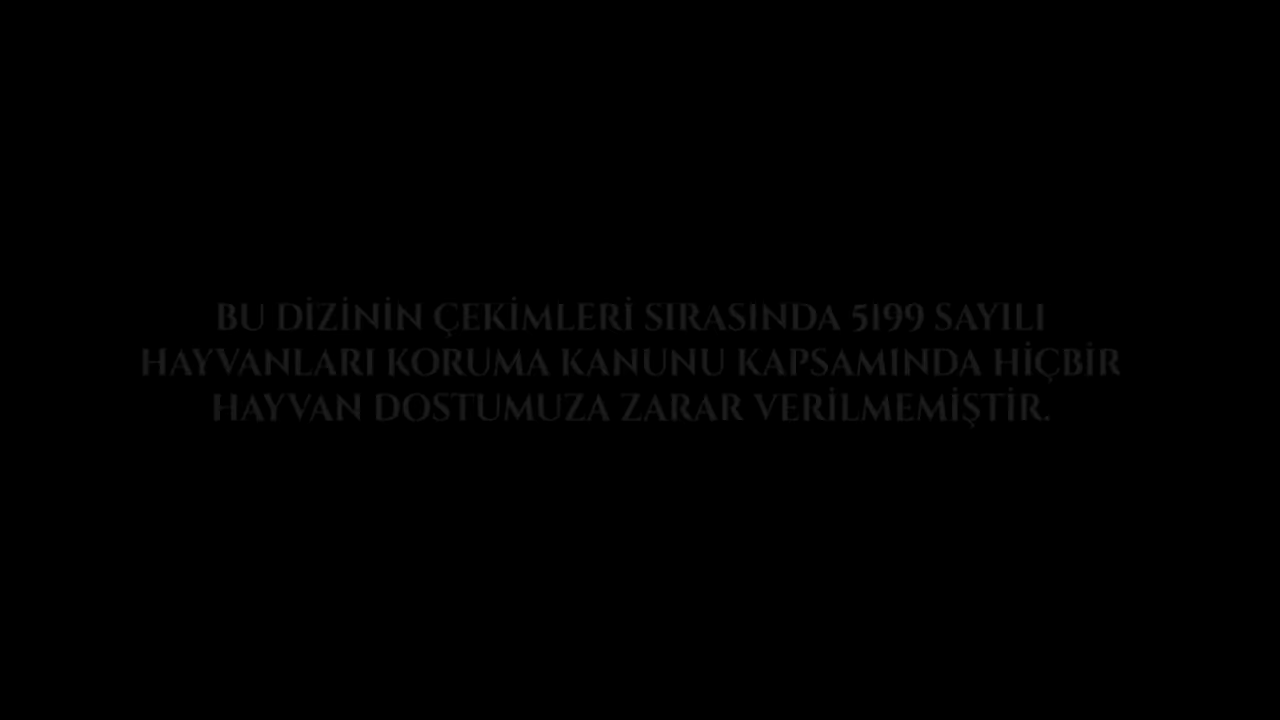 BU DİZİNİN ÇEKİMLERİ SIRASINDA 5199 SAYILI
HAYVANLARI KORUMA KANUNU KAPSAMINDA HİÇBİR
HAYVAN DOSTUMUZA ZARAR VERİLMEMİŞTİR.